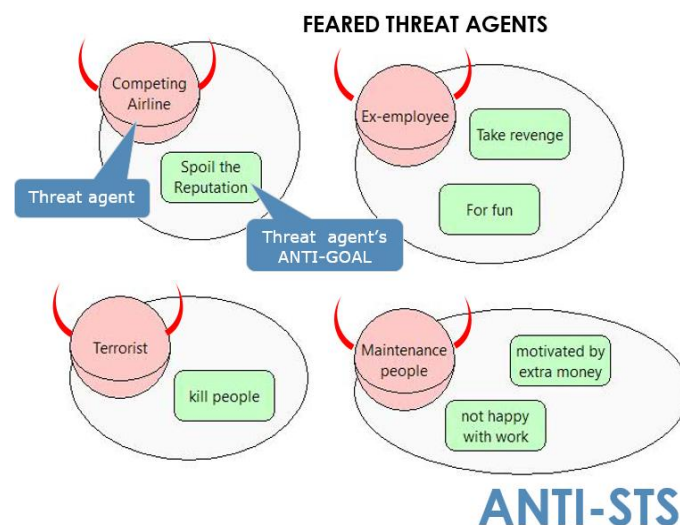 FEARED THREAT AGENTS
Competing
Airline
Spoil the
Reputation
Threat agent
Threat agent's
ANTI-GOAL
Ex-employee
Take revenge
For fun
Terrorist
kill people
Maintenance
people
motivated by
extra money
not happy
with work
ANTI-STS